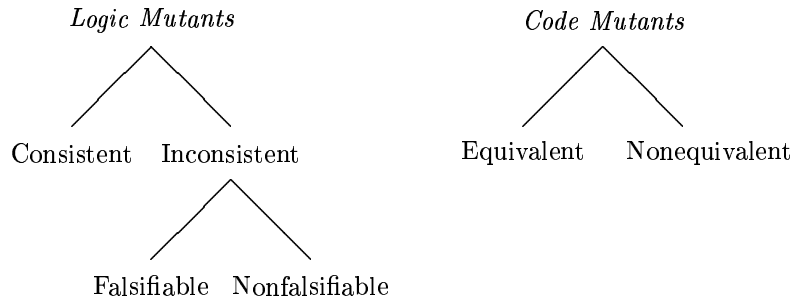 Logic Mutants
Code Mutants
Consistent
Inconsistent
Equivalent
Nonequivalent
Falsifiable
Nonfalsifiable